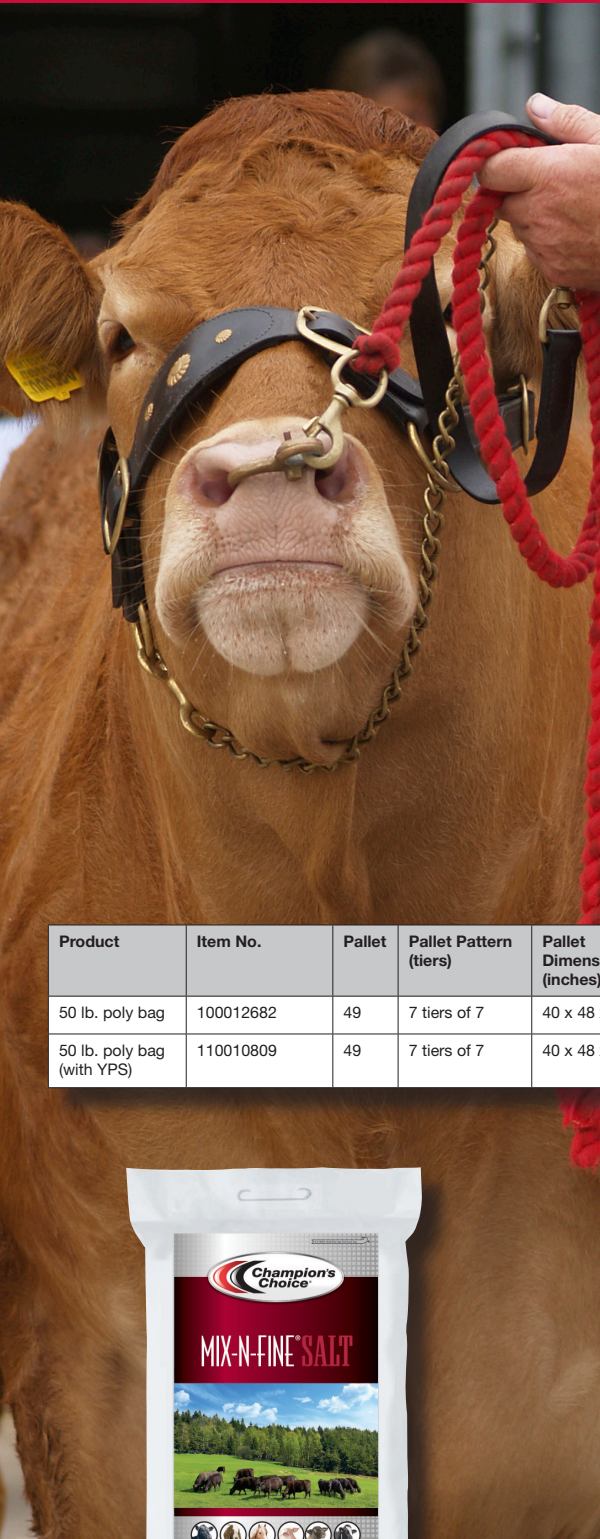 Product Item No. Pallet Pallet Pattern Pallet
(tiers) Dimens
(inches)
50 lb. poly bag 100012682 49 7 tiers of 7 40 x 48
50 lb. poly bag 110010809 49 7 tiers of 7 40 x 48
(with YPS)
Champion's
Choice®
MIX-N-FINE® SALT